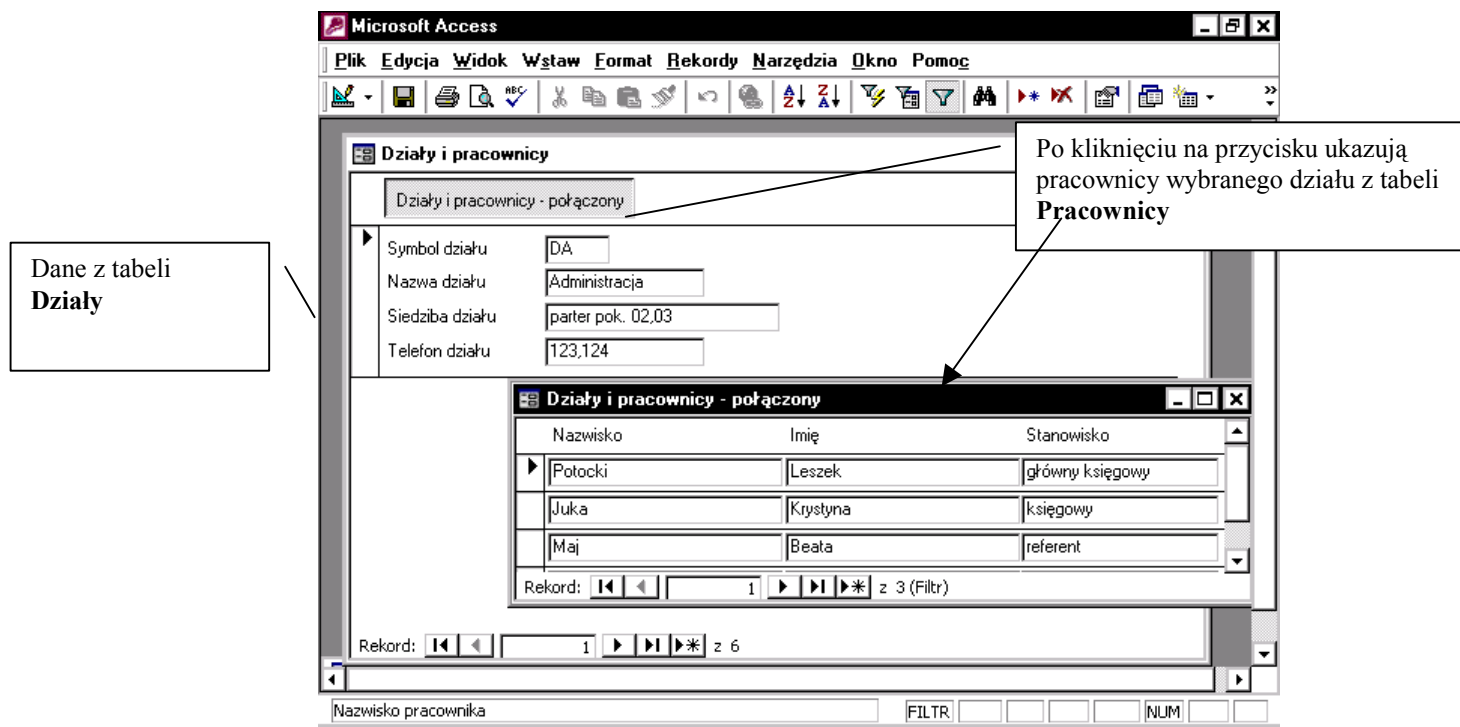 Microsoft Access
Plik Edycja Widok Wstaw Format Rekordy Narzędzia Okno Pomoc
Działy i pracownicy
Po kliknięciu na przycisku ukazują
pracownicy wybranego działu z tabeli
Pracownicy
Działy i pracownicy - połączony
Dane z tabeli
Działy
Symbol działu DA
Nazwa działu Administracja
Siedziba działu parter pok. 02,03
Telefon działu 123,124
Działy i pracownicy - połączony
Nazwisko Imię Stanowisko
Potocki Leszek główny księgowy
Juka Krystyna księgowy
Maj Beata referent
Rekord: 1 z 3 (Filtr)
Rekord: 1 z 6
Nazwisko pracownika FILTR NUM